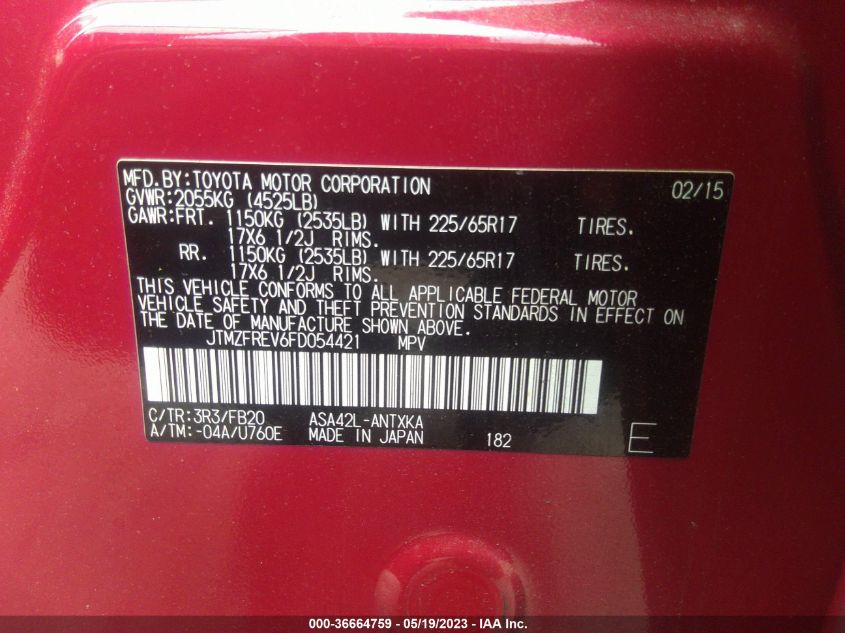 MFD.BY:TOYOTA MOTOR CORPORATION 02/15
GVWR:2055KG (4525LB)
GAWR:FRT. 1150KG (2535LB) WITH 225/65R17 TIRES.
17X6 1/2J RIMS.
RR. 1150KG (2535LB) WITH 225/65R17 TIRES.
17X6 1/2J RIMS.
THIS VEHICLE CONFORMS TO ALL APPLICABLE FEDERAL MOTOR
VEHICLE SAFETY AND THEFT PREVENTION STANDARDS IN EFFECT ON
THE DATE OF MANUFACTURE SHOWN ABOVE.
JTMZFREV6FD054421 MPV
C/TR:3R3/FB20 ASA42L-ANTXKA
A/TM:-04A/U760E MADE IN JAPAN 182 E
000-36664759 - 05/19/2023 - IAA Inc.